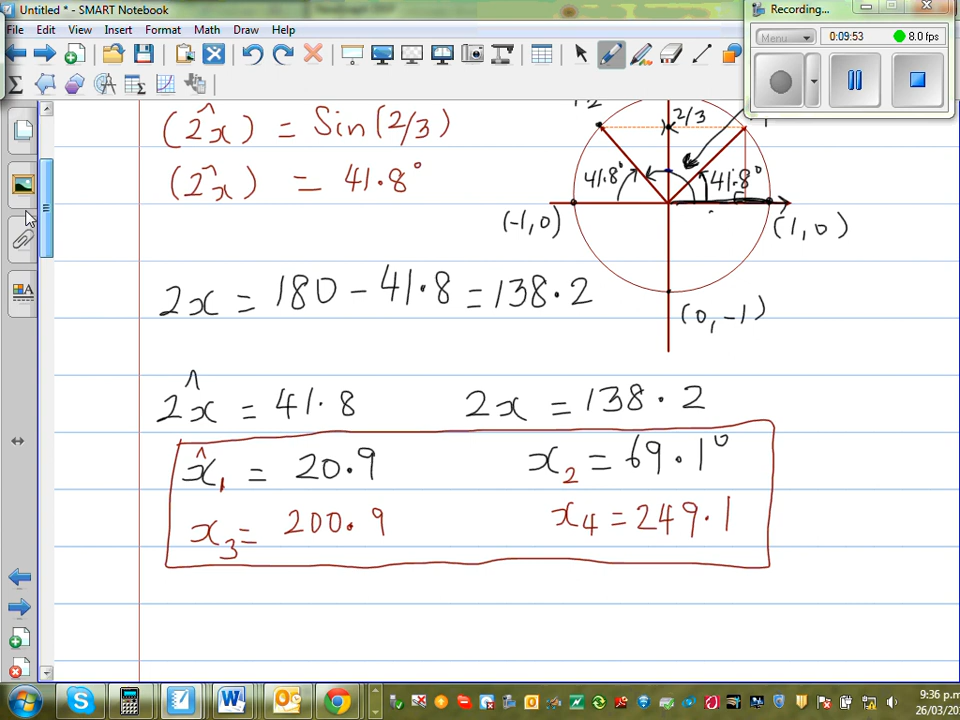 Untitled * - SMART Notebook
Recording...
File Edit View Insert Format Math Draw Help
Menu
0:09:53
8.0 fps
(2x̂) = Sin(2/3)
(2x̂) = 41.8°
2/3
41.8°
41.8°
(-1,0)
(1,0)
(0,-1)
2x = 180 - 41.8 = 138.2
2x̂ = 41.8
2x = 138.2
x̂₁ = 20.9
x₂ = 69.1°
x₃ = 200.9
x₄ = 249.1
9:36 p.m
26/03/20